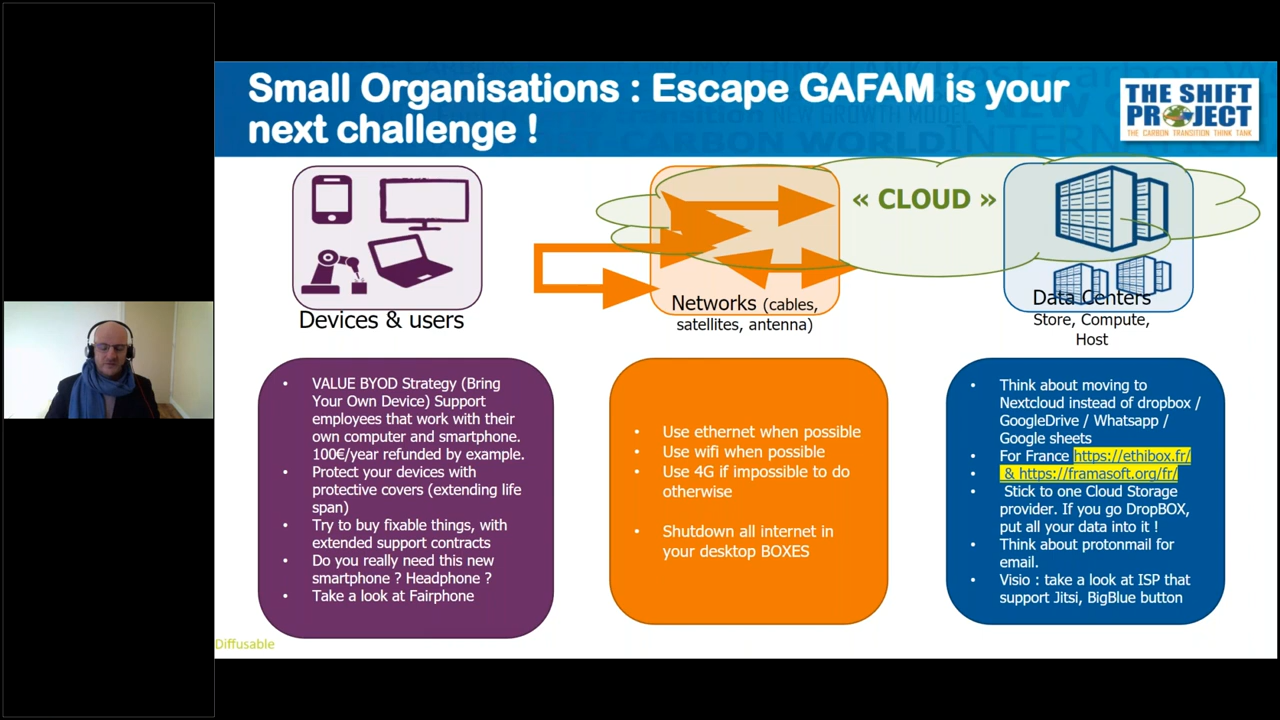 Small Organisations : Escape GAFAM is your
next challenge !
THE SHIFT
PROJECT
THE CARBON TRANSITION THINK TANK
« CLOUD »
Devices & users
Networks (cables,
satellites, antenna)
Data Centers
Store, Compute,
Host
• VALUE BYOD Strategy (Bring
Your Own Device) Support
employees that work with their
own computer and smartphone.
100€/year refunded by example.
• Protect your devices with
protective covers (extending life
span)
• Try to buy fixable things, with
extended support contracts
• Do you really need this new
smartphone ? Headphone ?
• Take a look at Fairphone
• Use ethernet when possible
• Use wifi when possible
• Use 4G if impossible to do
otherwise
• Shutdown all internet in
your desktop BOXES
• Think about moving to
Nextcloud instead of dropbox /
GoogleDrive / Whatsapp /
Google sheets
• For France https://ethibox.fr/
• & https://framasoft.org/fr/
• Stick to one Cloud Storage
provider. If you go DropBOX,
put all your data into it !
• Think about protonmail for
email.
• Visio : take a look at ISP that
support Jitsi, BigBlue button
Diffusable